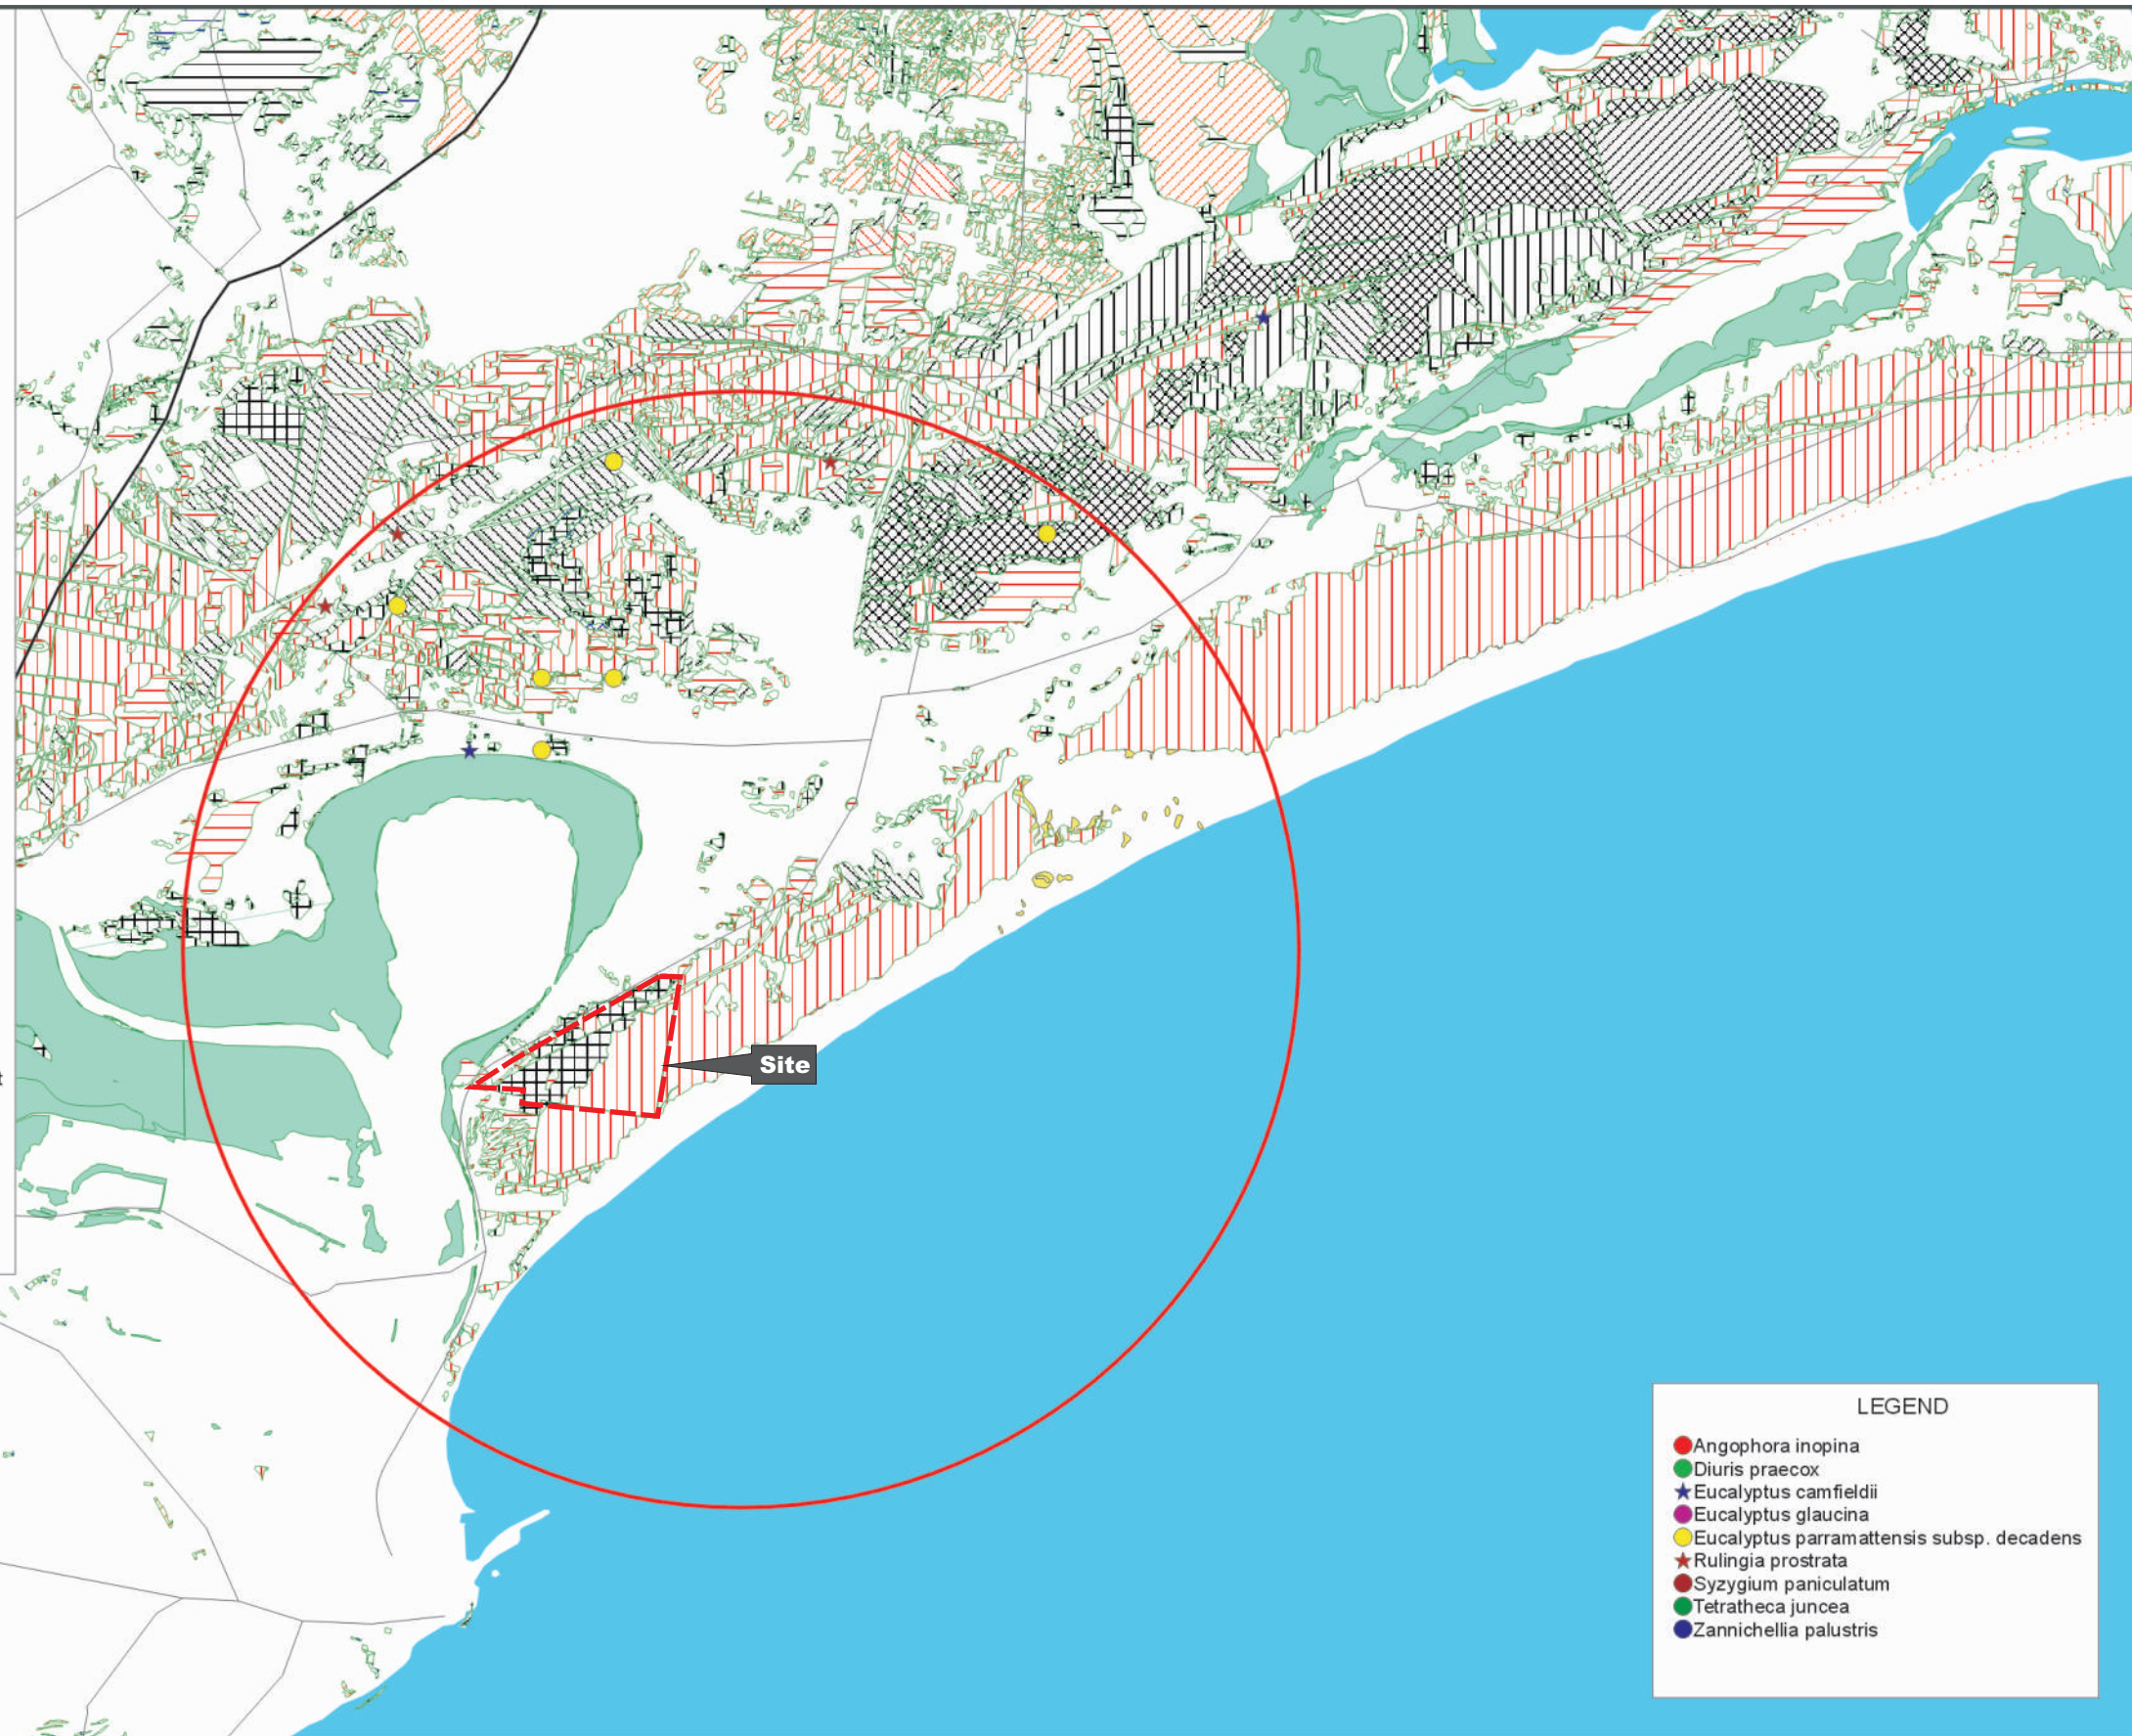 Site
LEGEND
Angophora inopina
Diuris praecox
Eucalyptus camfieldii
Eucalyptus glaucina
Eucalyptus parramattensis subsp. decadens
Rulingia prostrata
Syzygium paniculatum
Tetratheca juncea
Zannichellia palustris